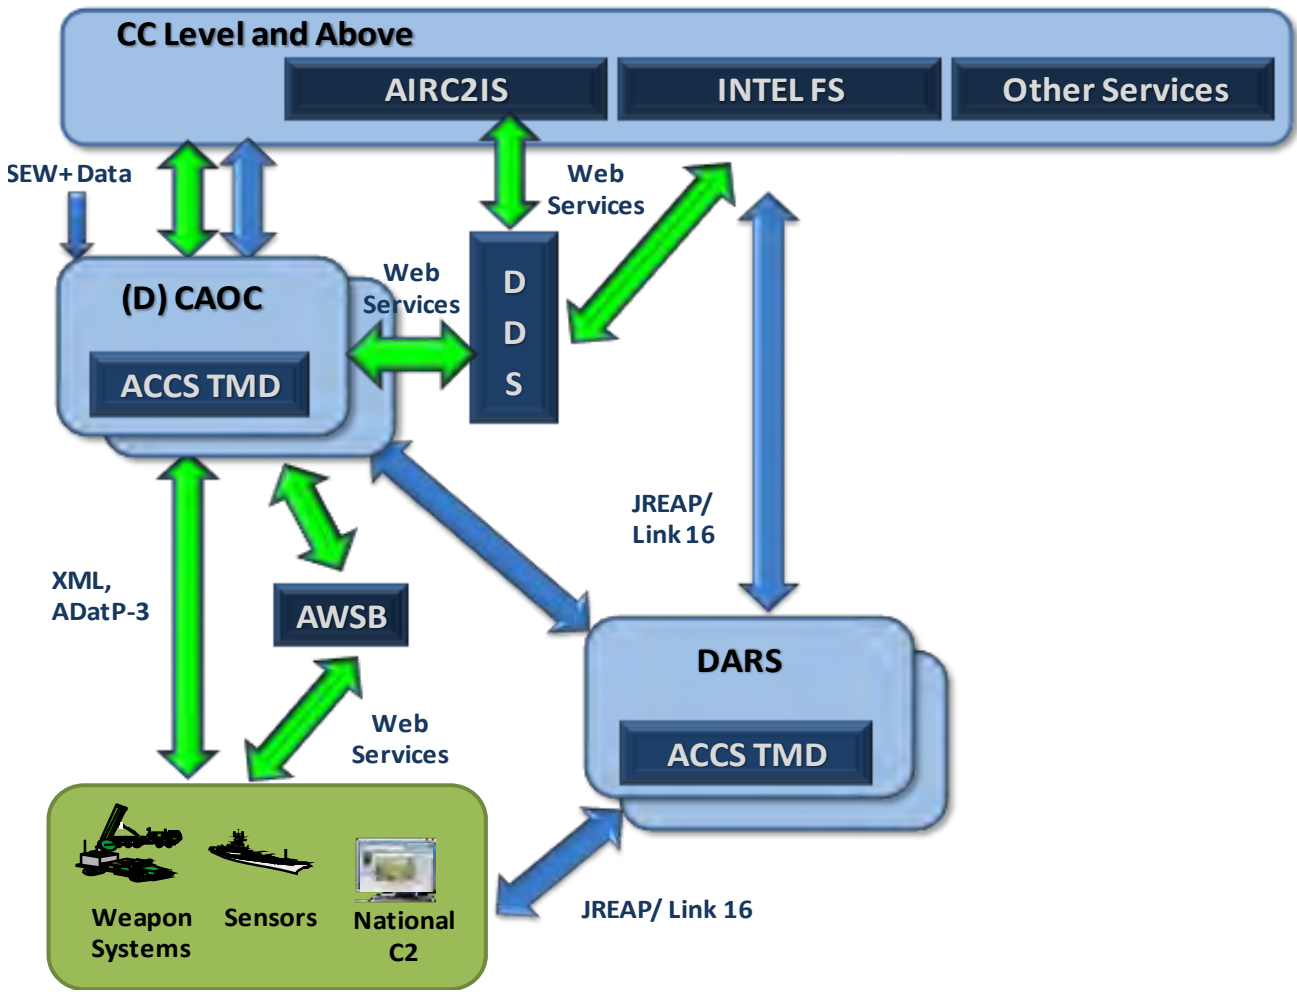 CC Level and Above
AIRC2IS
INTEL FS
Other Services
SEW+ Data
Web
Services
(D) CAOC
ACCS TMD
Web
Services
D
D
S
JREAP/
Link 16
XML,
ADatP-3
AWSB
Web
Services
DARS
ACCS TMD
Weapon
Systems
Sensors
National
C2
JREAP/ Link 16